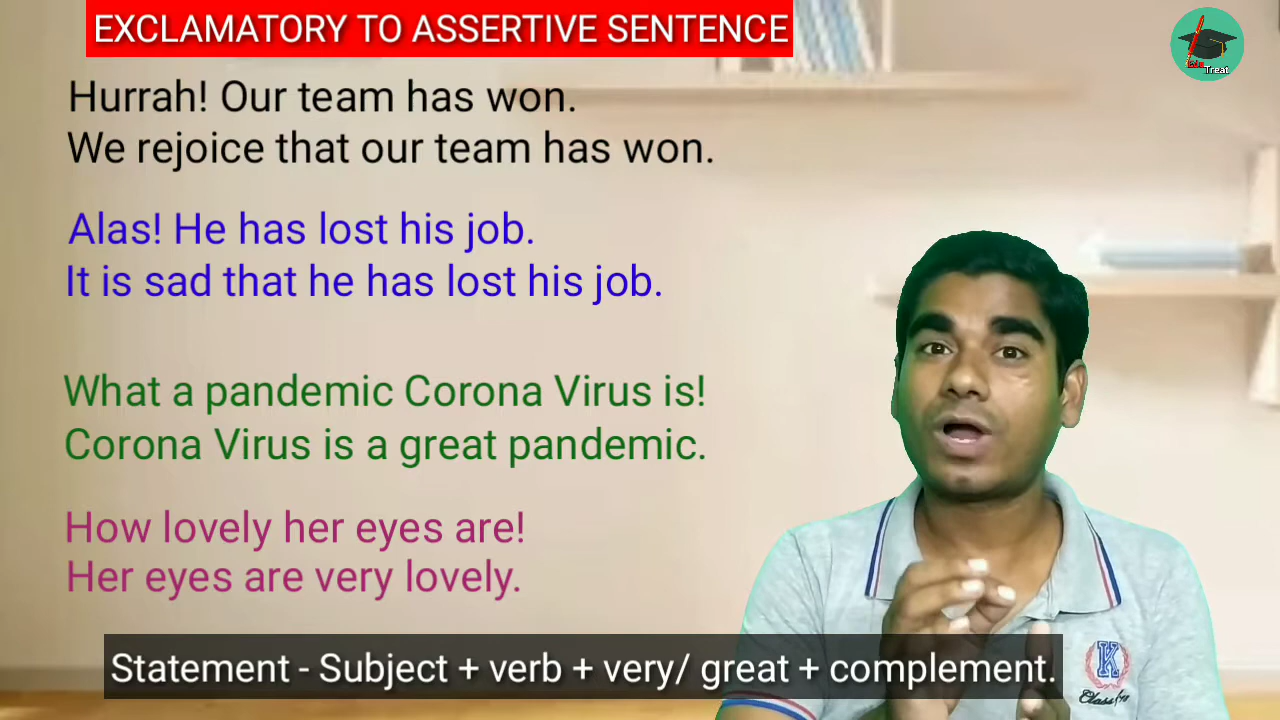 EXCLAMATORY TO ASSERTIVE SENTENCE
Hurrah! Our team has won.
We rejoice that our team has won.
Alas! He has lost his job.
It is sad that he has lost his job.
What a pandemic Corona Virus is!
Corona Virus is a great pandemic.
How lovely her eyes are!
Her eyes are very lovely.
Statement - Subject + verb + very/ great + complement.
Treat
K